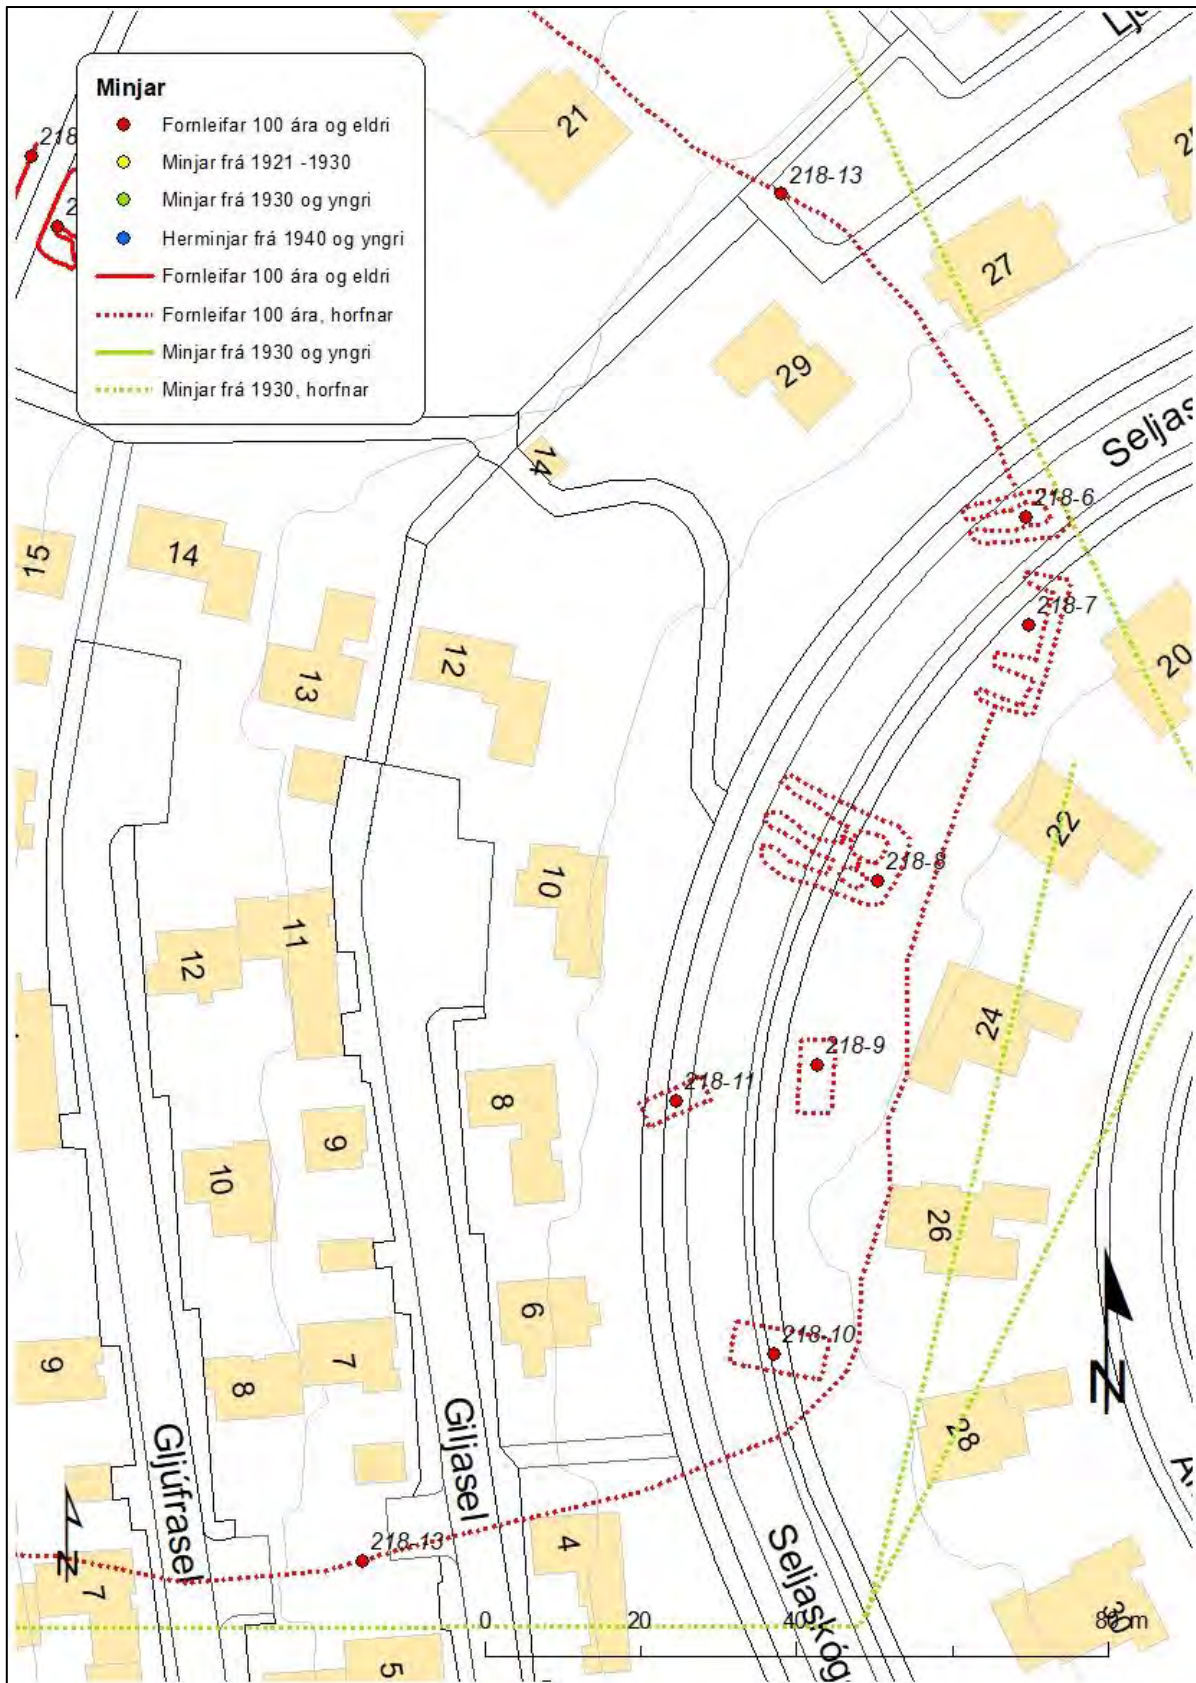 Minjar
Fornleifar 100 ára og eldri
Minjar frá 1921 -1930
Minjar frá 1930 og yngri
Herminjar frá 1940 og yngri
Fornleifar 100 ára og eldri
Fornleifar 100 ára, horfnar
Minjar frá 1930 og yngri
Minjar frá 1930, horfnar
218
2
21
218-13
27
29
14
Seljas
218-6
15
14
218-7
13
12
20
22
218-8
10
11
12
24
218-9
218-11
8
9
10
26
6
218-10
9
8
7
28
N
Gljúfrasel
Giljasel
Seljaskóg
218-13
4
N
7
30
5
0 20 40 80 m